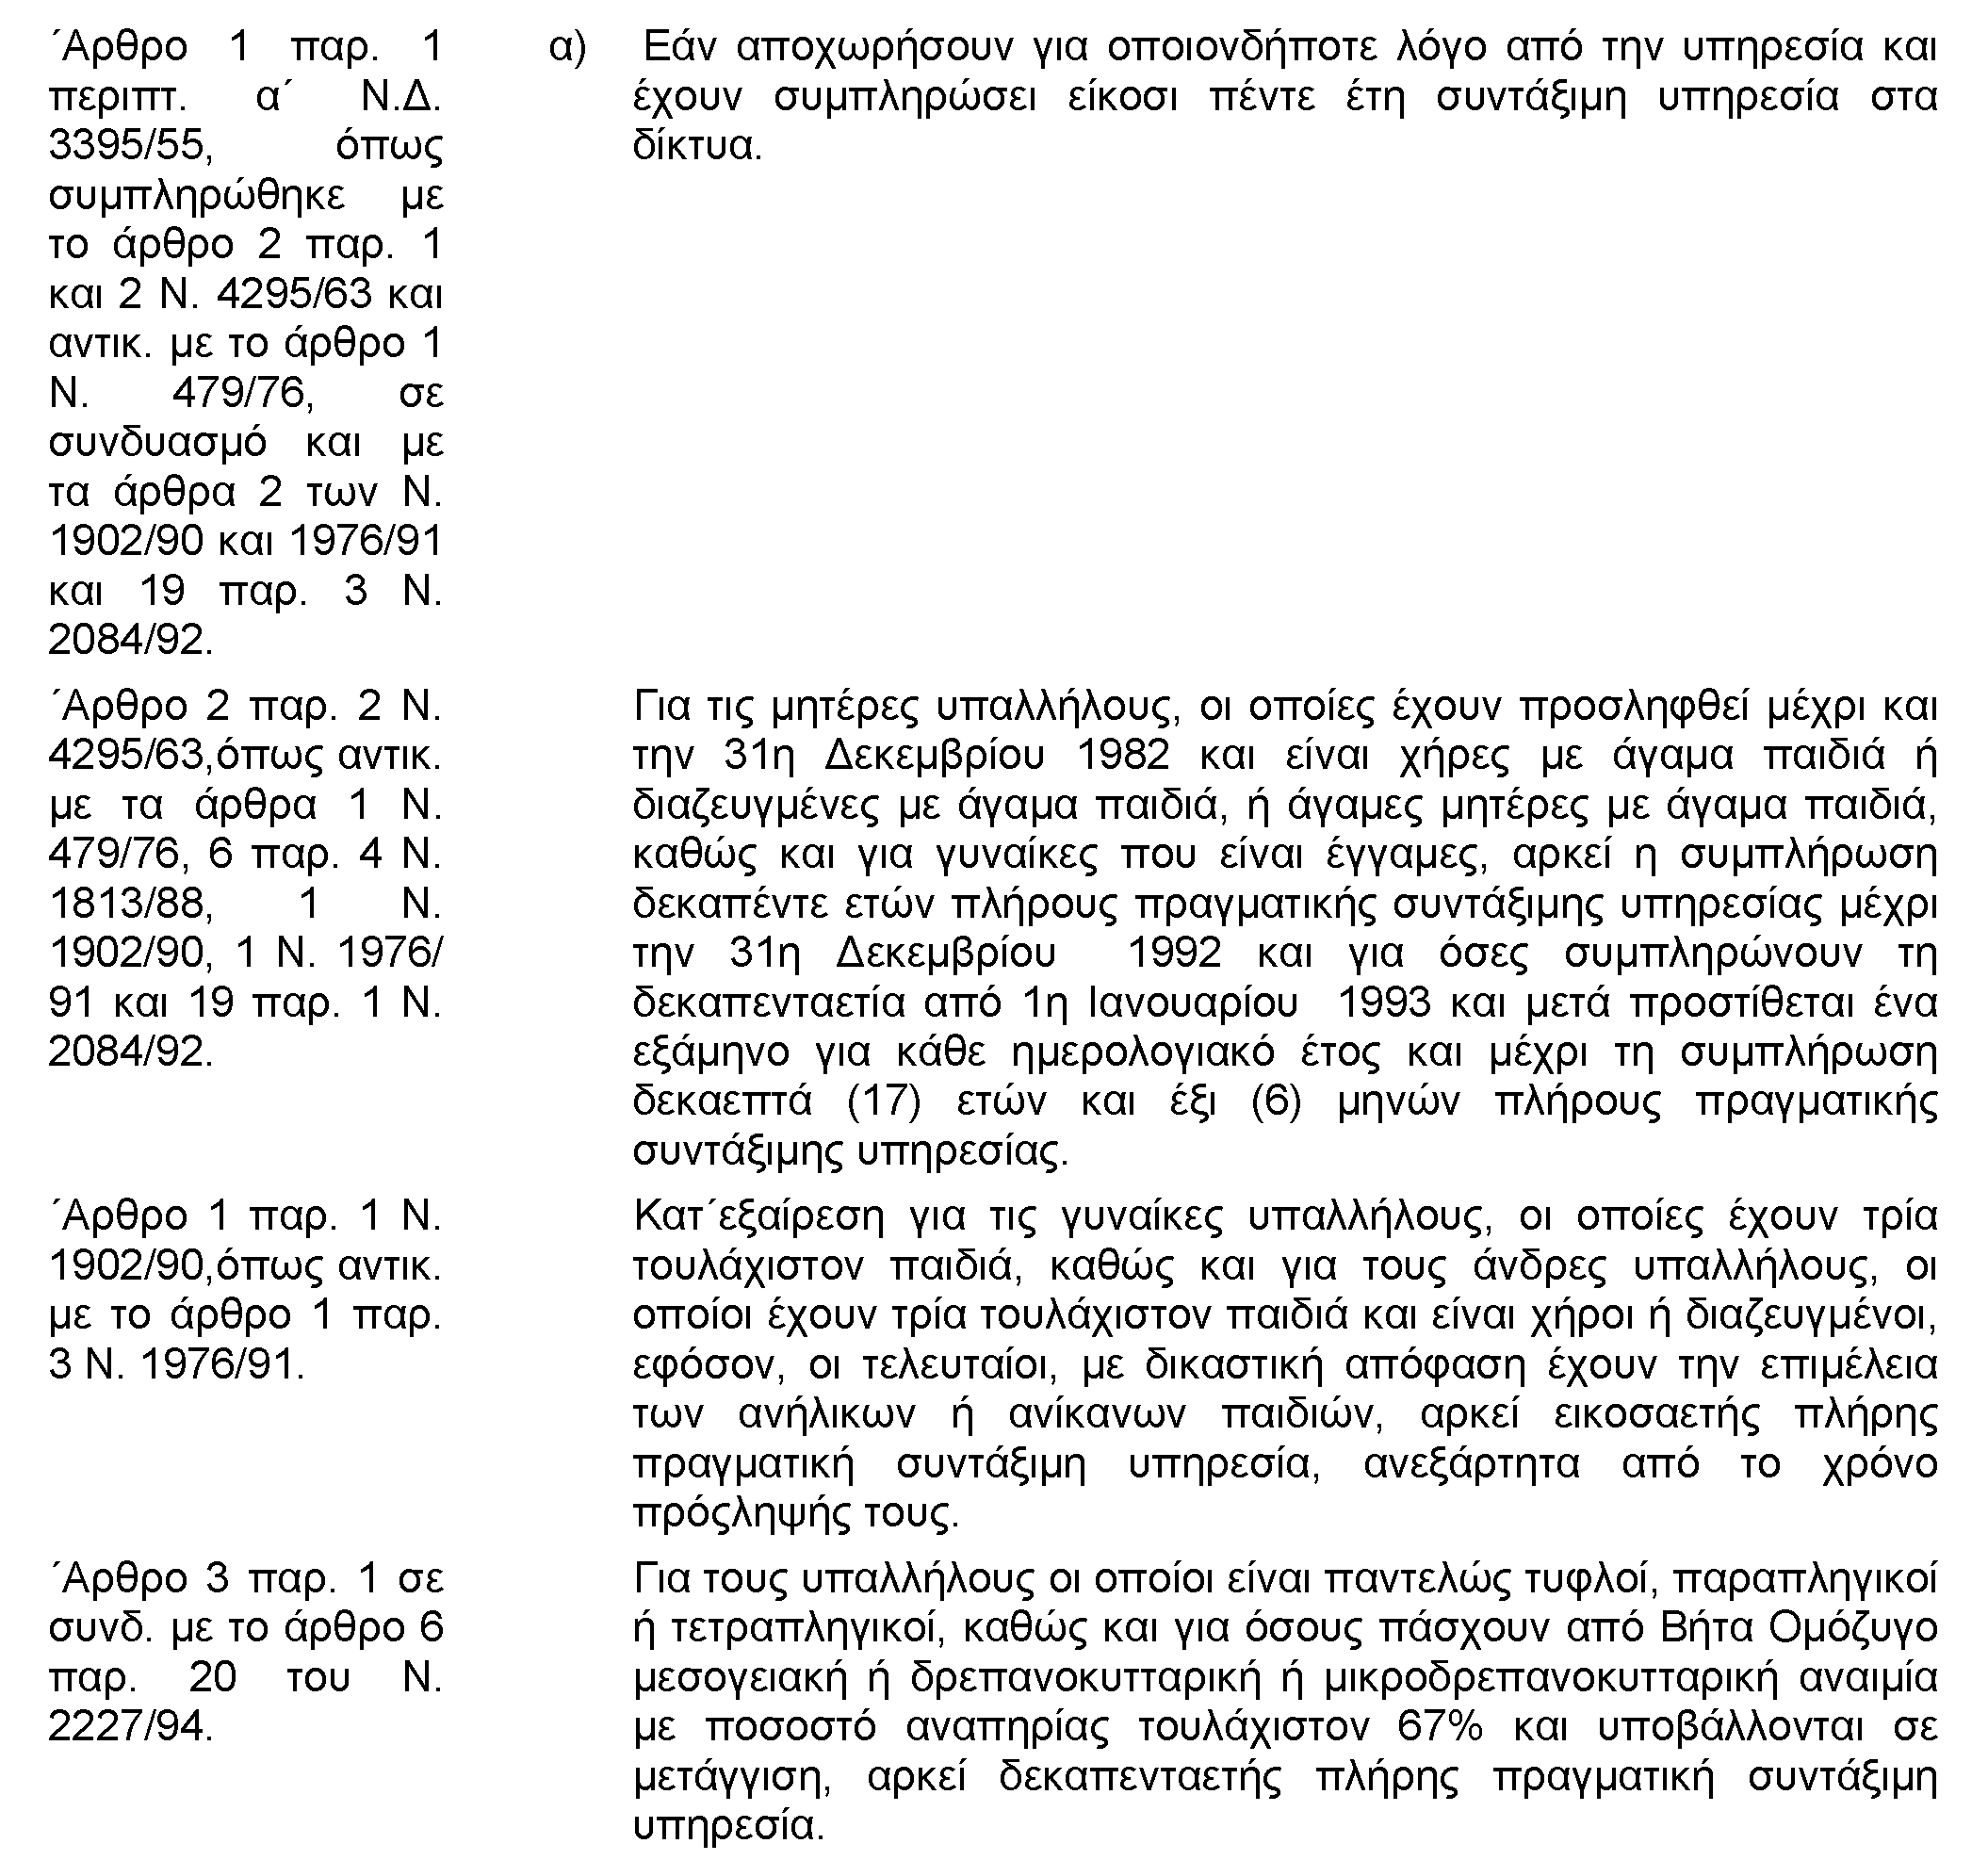 ΄Αρθρο 1 παρ. 1
περιπτ. α΄ Ν.Δ.
3395/55, όπως
συμπληρώθηκε με
το άρθρο 2 παρ. 1
και 2 Ν. 4295/63 και
αντικ. με το άρθρο 1
Ν. 479/76, σε
συνδυασμό και με
τα άρθρα 2 των Ν.
1902/90 και 1976/91
και 19 παρ. 3 Ν.
2084/92.
α) Εάν αποχωρήσουν για οποιονδήποτε λόγο από την υπηρεσία και
έχουν συμπληρώσει είκοσι πέντε έτη συντάξιμη υπηρεσία στα
δίκτυα.
΄Αρθρο 2 παρ. 2 Ν.
4295/63,όπως αντικ.
με τα άρθρα 1 Ν.
479/76, 6 παρ. 4 Ν.
1813/88, 1 Ν.
1902/90, 1 Ν. 1976/
91 και 19 παρ. 1 Ν.
2084/92.
Για τις μητέρες υπαλλήλους, οι οποίες έχουν προσληφθεί μέχρι και
την 31η Δεκεμβρίου 1982 και είναι χήρες με άγαμα παιδιά ή
διαζευγμένες με άγαμα παιδιά, ή άγαμες μητέρες με άγαμα παιδιά,
καθώς και για γυναίκες που είναι έγγαμες, αρκεί η συμπλήρωση
δεκαπέντε ετών πλήρους πραγματικής συντάξιμης υπηρεσίας μέχρι
την 31η Δεκεμβρίου 1992 και για όσες συμπληρώνουν τη
δεκαπενταετία από 1η Ιανουαρίου 1993 και μετά προστίθεται ένα
εξάμηνο για κάθε ημερολογιακό έτος και μέχρι τη συμπλήρωση
δεκαεπτά (17) ετών και έξι (6) μηνών πλήρους πραγματικής
συντάξιμης υπηρεσίας.
΄Αρθρο 1 παρ. 1 Ν.
1902/90,όπως αντικ.
με το άρθρο 1 παρ.
3 Ν. 1976/91.
Κατ΄εξαίρεση για τις γυναίκες υπαλλήλους, οι οποίες έχουν τρία
τουλάχιστον παιδιά, καθώς και για τους άνδρες υπαλλήλους, οι
οποίοι έχουν τρία τουλάχιστον παιδιά και είναι χήροι ή διαζευγμένοι,
εφόσον, οι τελευταίοι, με δικαστική απόφαση έχουν την επιμέλεια
των ανήλικων ή ανίκανων παιδιών, αρκεί εικοσαετής πλήρης
πραγματική συντάξιμη υπηρεσία, ανεξάρτητα από το χρόνο
πρόςληψής τους.
΄Αρθρο 3 παρ. 1 σε
συνδ. με το άρθρο 6
παρ. 20 του Ν.
2227/94.
Για τους υπαλλήλους οι οποίοι είναι παντελώς τυφλοί, παραπληγικοί
ή τετραπληγικοί, καθώς και για όσους πάσχουν από Βήτα Ομόζυγο
μεσογειακή ή δρεπανοκυτταρική ή μικροδρεπανοκυτταρική αναιμία
με ποσοστό αναπηρίας τουλάχιστον 67% και υποβάλλονται σε
μετάγγιση, αρκεί δεκαπενταετής πλήρης πραγματική συντάξιμη
υπηρεσία.